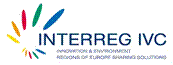 INTERREG IVC
INNOVATION & ENVIRONMENT
REGIONS OF EUROPE SHARING SOLUTIONS